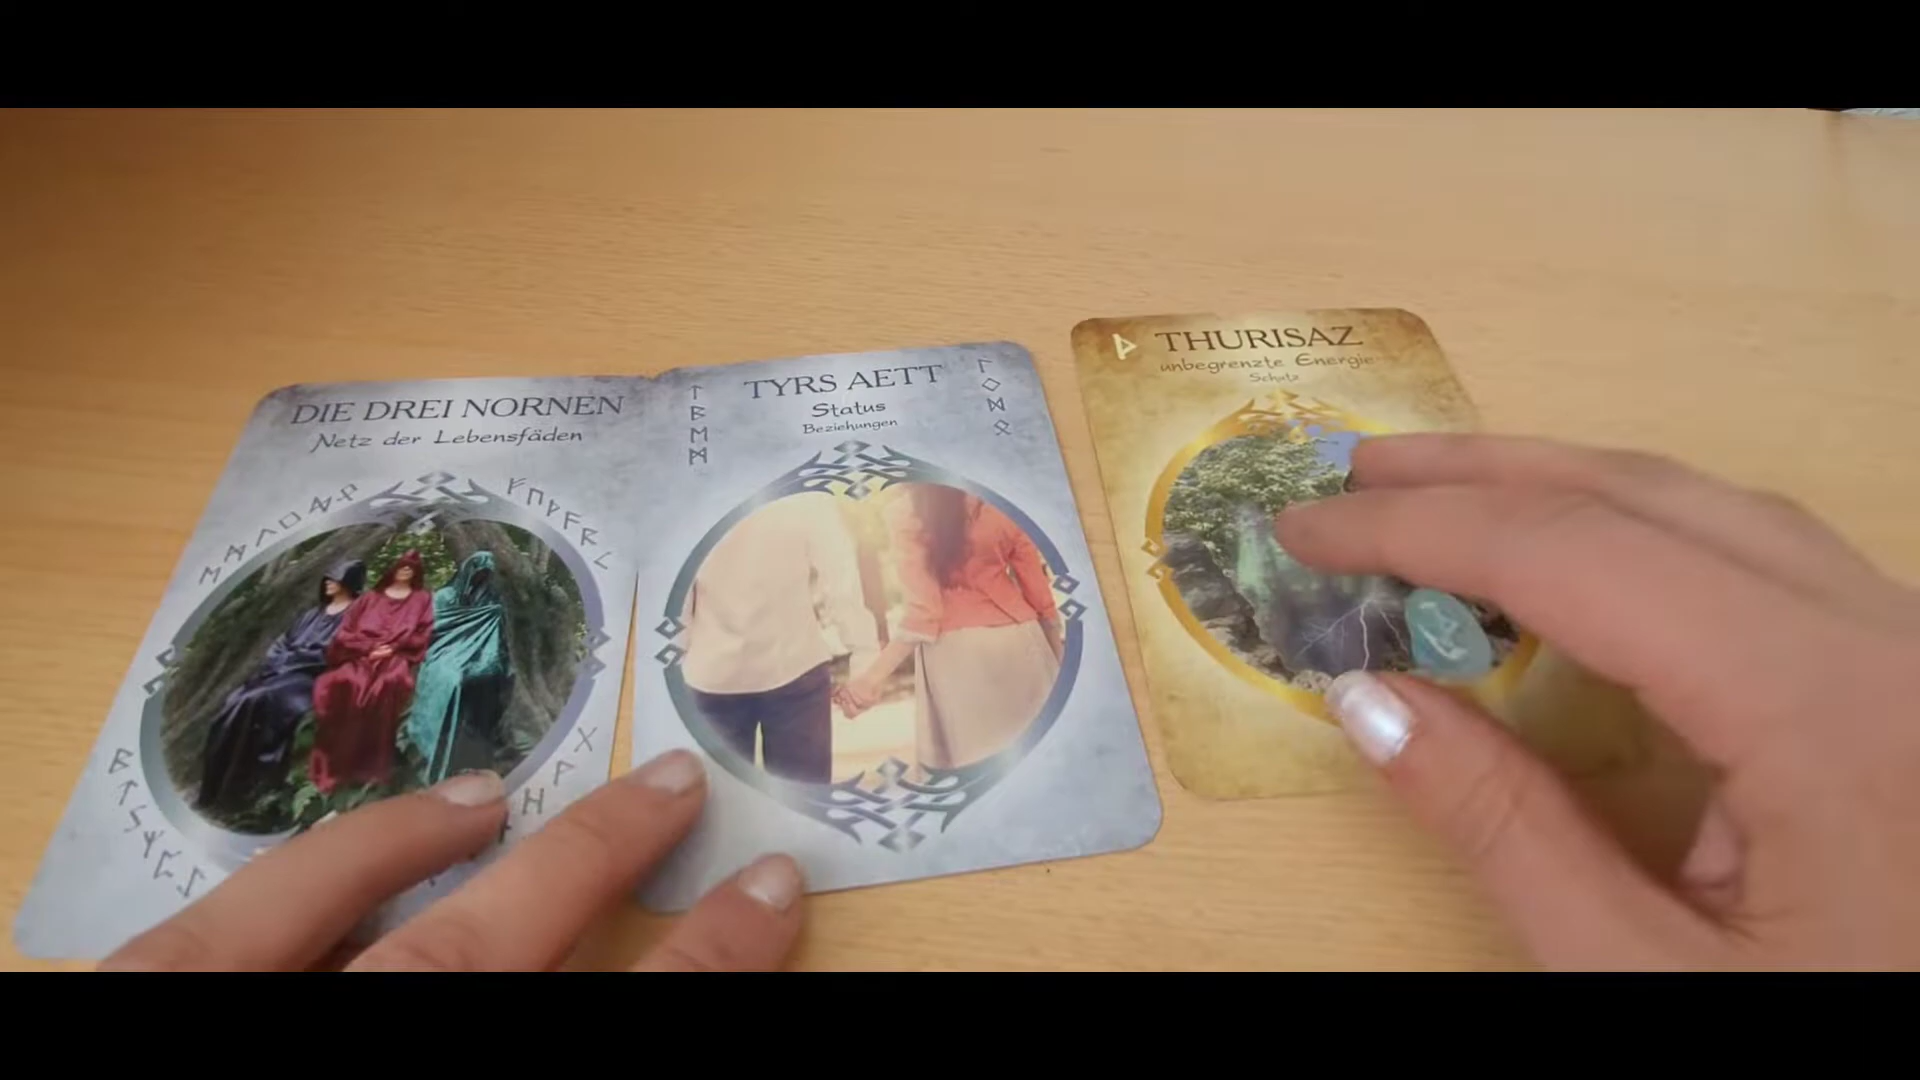 DIE DREI NORNEN
Netz der Lebensfäden
TYRS AETT
Status
Beziehungen
ᛏ
ᛒ
ᛖ
ᛗ
ᛚ
ᛜ
ᛞ
ᛟ
ᚦ THURISAZ
unbegrenzte Energie
Schutz